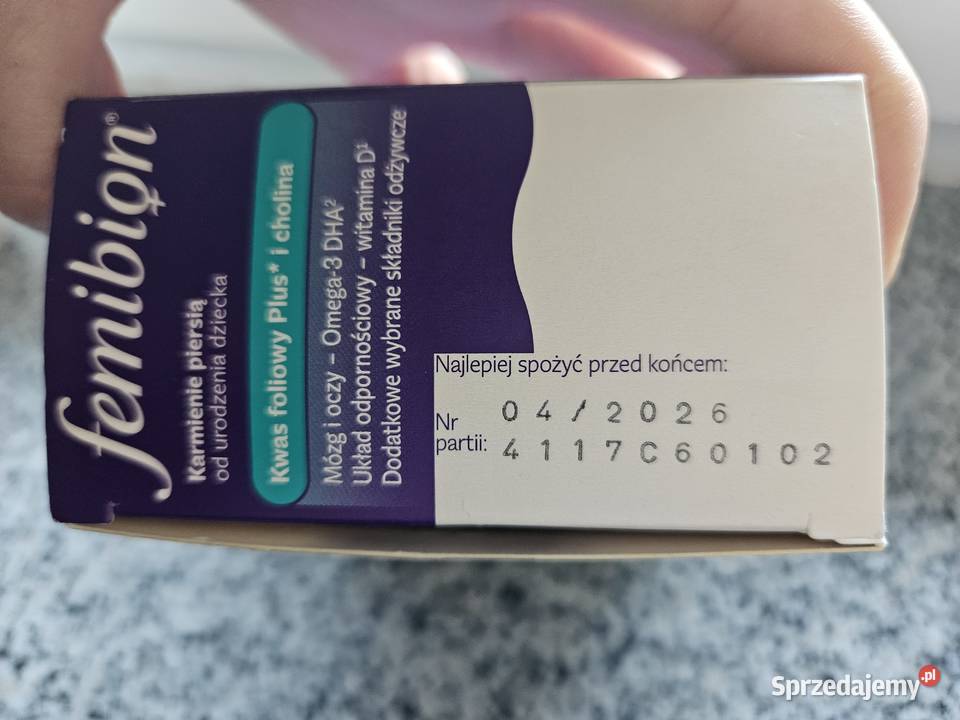 femibion®
Karmienie piersią
od urodzenia dziecka
Kwas foliowy Plus* i cholina
Mózg i oczy – Omega-3 DHA²
Układ odpornościowy – witamina D¹
Dodatkowe wybrane składniki odżywcze
Najlepiej spożyć przed końcem:
04/2026
Nr
partii: 4117C60102
Sprzedajemy.pl